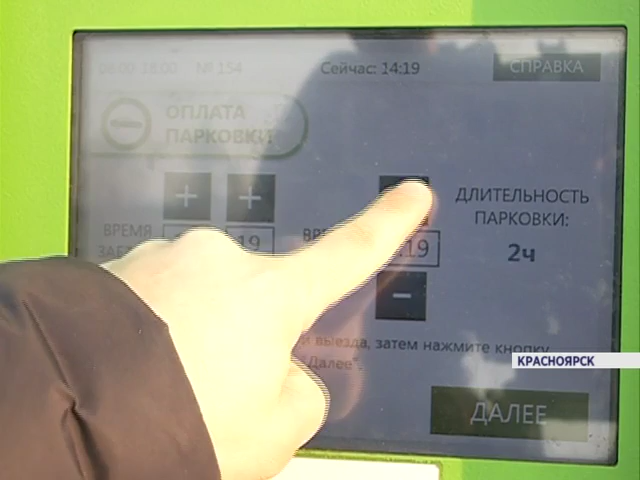 08:00-18:00 № 154 Сейчас: 14:19 СПРАВКА
ОПЛАТА
ПАРКОВКИ
+ +
ДЛИТЕЛЬНОСТЬ
ПАРКОВКИ:
2ч
ВРЕМЯ
19
19
−
выезда, затем нажмите кнопку
"Далее".
КРАСНОЯРСК
ДАЛЕЕ